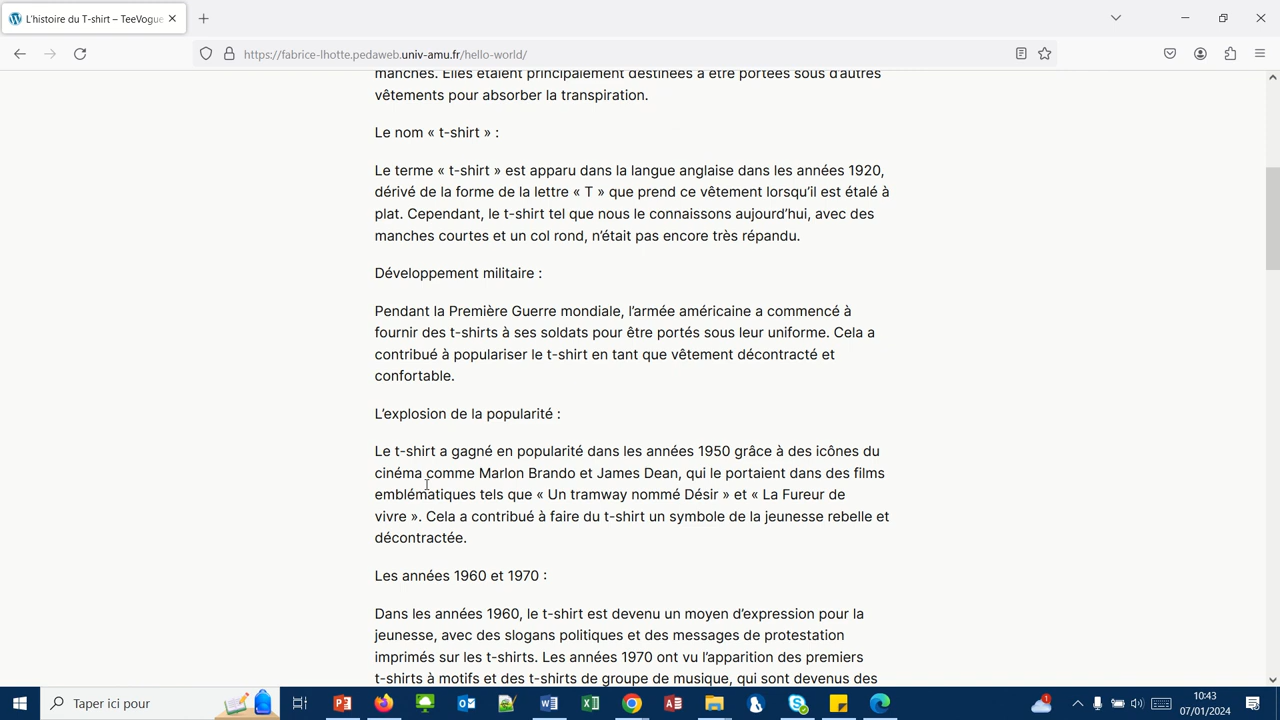 L'histoire du T-shirt – TeeVogue
https://fabrice-lhotte.pedaweb.univ-amu.fr/hello-world/
manches. Elles étaient principalement destinées à être portées sous d'autres
vêtements pour absorber la transpiration.
Le nom « t-shirt » :
Le terme « t-shirt » est apparu dans la langue anglaise dans les années 1920,
dérivé de la forme de la lettre « T » que prend ce vêtement lorsqu'il est étalé à
plat. Cependant, le t-shirt tel que nous le connaissons aujourd'hui, avec des
manches courtes et un col rond, n'était pas encore très répandu.
Développement militaire :
Pendant la Première Guerre mondiale, l'armée américaine a commencé à
fournir des t-shirts à ses soldats pour être portés sous leur uniforme. Cela a
contribué à populariser le t-shirt en tant que vêtement décontracté et
confortable.
L'explosion de la popularité :
Le t-shirt a gagné en popularité dans les années 1950 grâce à des icônes du
cinéma comme Marlon Brando et James Dean, qui le portaient dans des films
emblématiques tels que « Un tramway nommé Désir » et « La Fureur de
vivre ». Cela a contribué à faire du t-shirt un symbole de la jeunesse rebelle et
décontractée.
Les années 1960 et 1970 :
Dans les années 1960, le t-shirt est devenu un moyen d'expression pour la
jeunesse, avec des slogans politiques et des messages de protestation
imprimés sur les t-shirts. Les années 1970 ont vu l'apparition des premiers
t-shirts à motifs et des t-shirts de groupe de musique, qui sont devenus des
Taper ici pour
10:43
07/01/2024